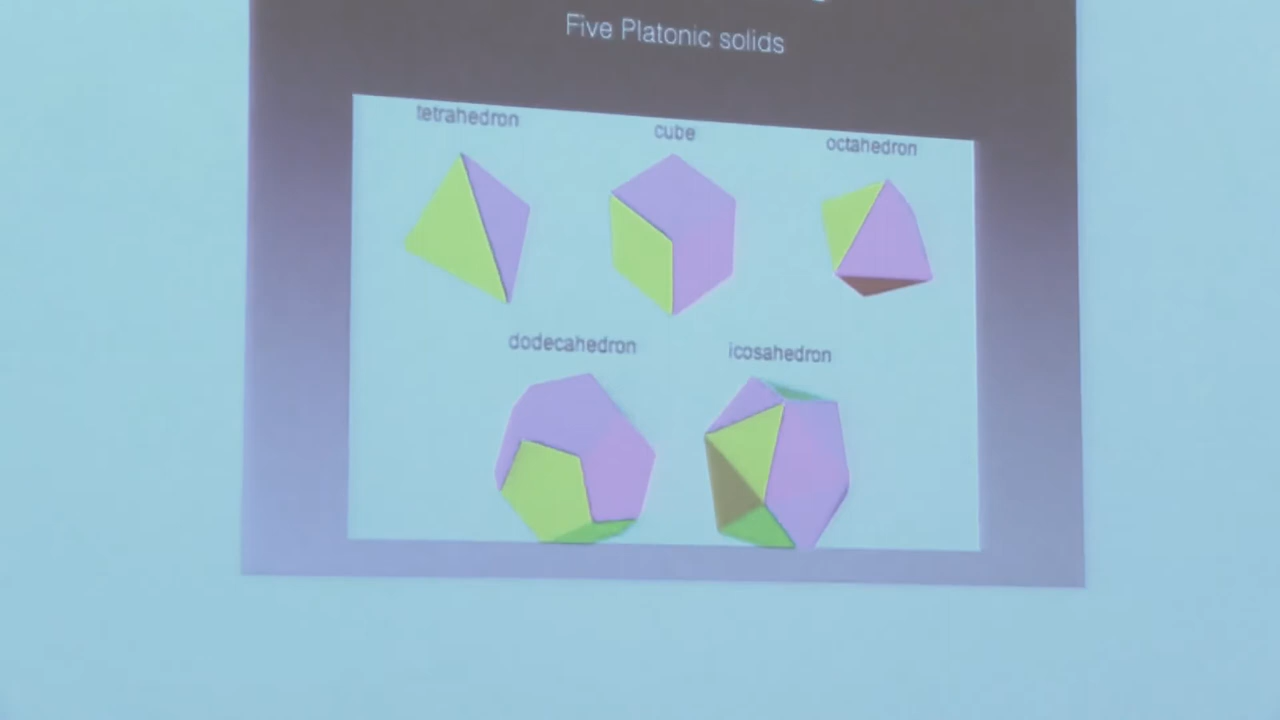 Five Platonic solids
tetrahedron
cube
octahedron
dodecahedron
icosahedron